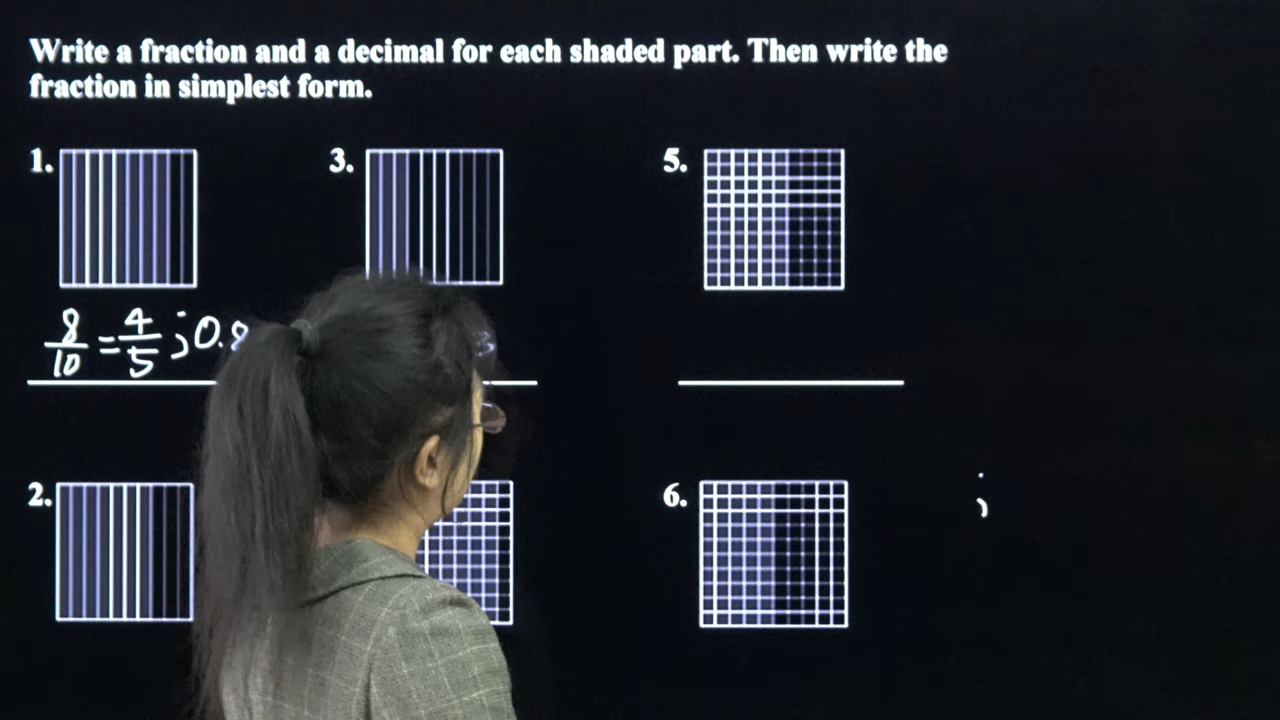 Write a fraction and a decimal for each shaded part. Then write the
fraction in simplest form.
1. 3. 5.
8/10 = 4/5 ; 0.8 3
2. 6. ;